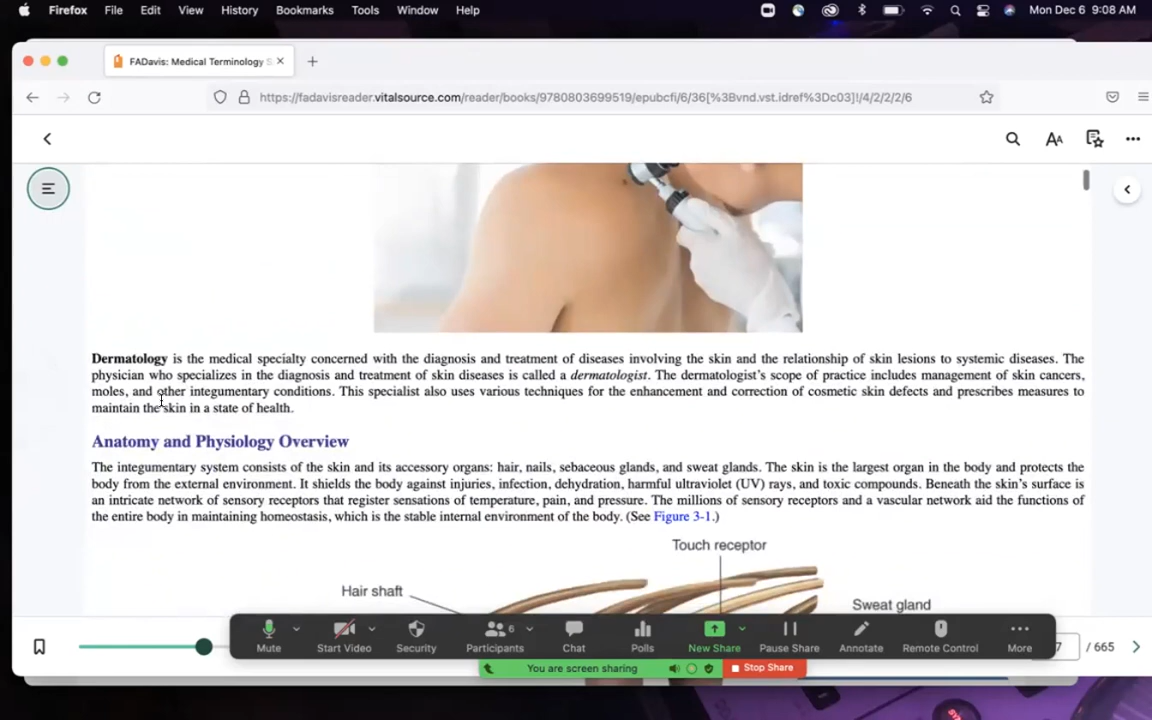 Firefox File Edit View History Bookmarks Tools Window Help Mon Dec 6 9:08 AM
FADavis: Medical Terminology S
https://fadavisreader.vitalsource.com/reader/books/9780803699519/epubcfi/6/36[%3Bvnd.vst.idref%3Dc03]!/4/2/2/2/6
AA
Dermatology is the medical specialty concerned with the diagnosis and treatment of diseases involving the skin and the relationship of skin lesions to systemic diseases. The
physician who specializes in the diagnosis and treatment of skin diseases is called a dermatologist. The dermatologist's scope of practice includes management of skin cancers,
moles, and other integumentary conditions. This specialist also uses various techniques for the enhancement and correction of cosmetic skin defects and prescribes measures to
maintain the skin in a state of health.
Anatomy and Physiology Overview
The integumentary system consists of the skin and its accessory organs: hair, nails, sebaceous glands, and sweat glands. The skin is the largest organ in the body and protects the
body from the external environment. It shields the body against injuries, infection, dehydration, harmful ultraviolet (UV) rays, and toxic compounds. Beneath the skin's surface is
an intricate network of sensory receptors that register sensations of temperature, pain, and pressure. The millions of sensory receptors and a vascular network aid the functions of
the entire body in maintaining homeostasis, which is the stable internal environment of the body. (See Figure 3-1.)
Touch receptor
Hair shaft
Sweat gland
6
Mute Start Video Security Participants Chat Polls New Share Pause Share Annotate Remote Control More
7 / 665
You are screen sharing Stop Share